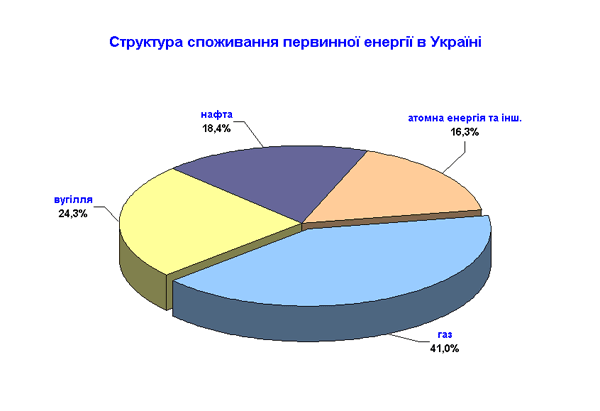 Структура споживання первинної енергії в Україні
нафта
18,4%
атомна енергія та інш.
16,3%
вугілля
24,3%
газ
41,0%